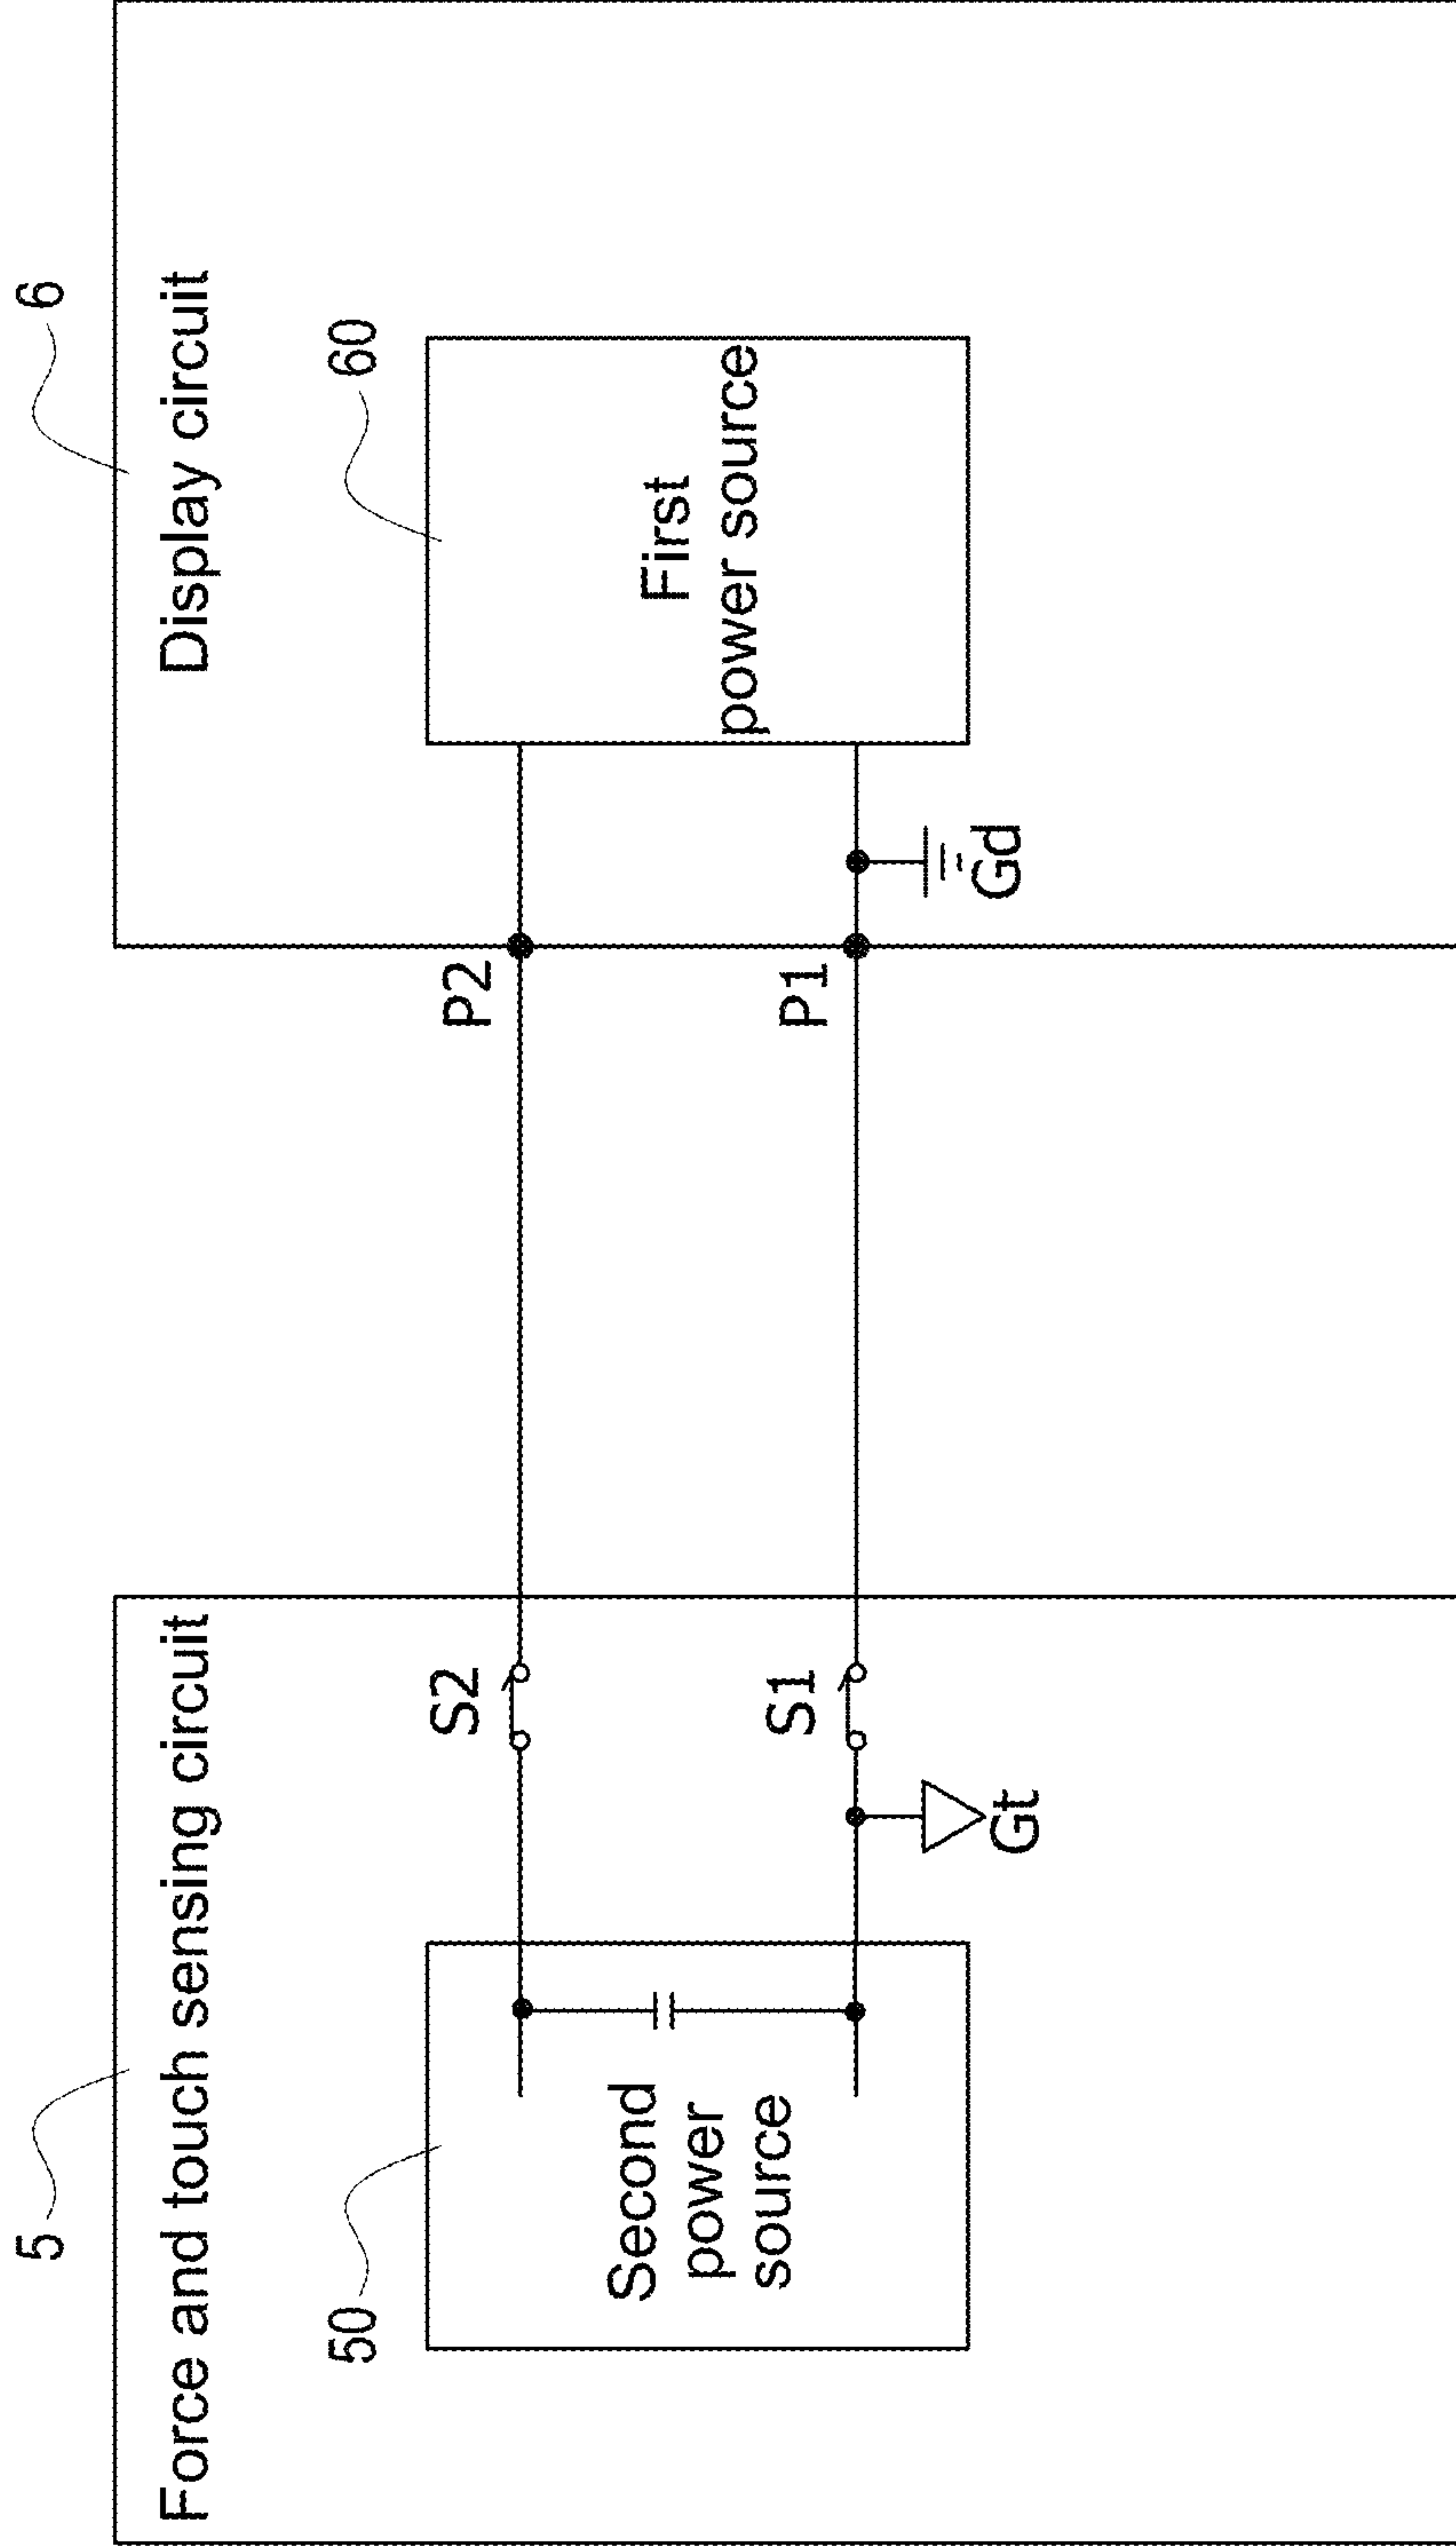 5
6
Force and touch sensing circuit
Display circuit
50
60
Second
power
source
First
power source
S2
P2
S1
P1
Gt
Gd